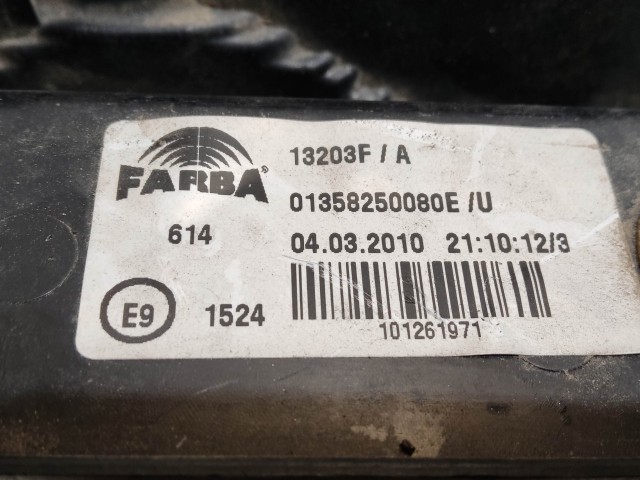 FARBA
13203F / A
01358250080E /U
614
04.03.2010 21:10:12/3
E9
1524
101261971